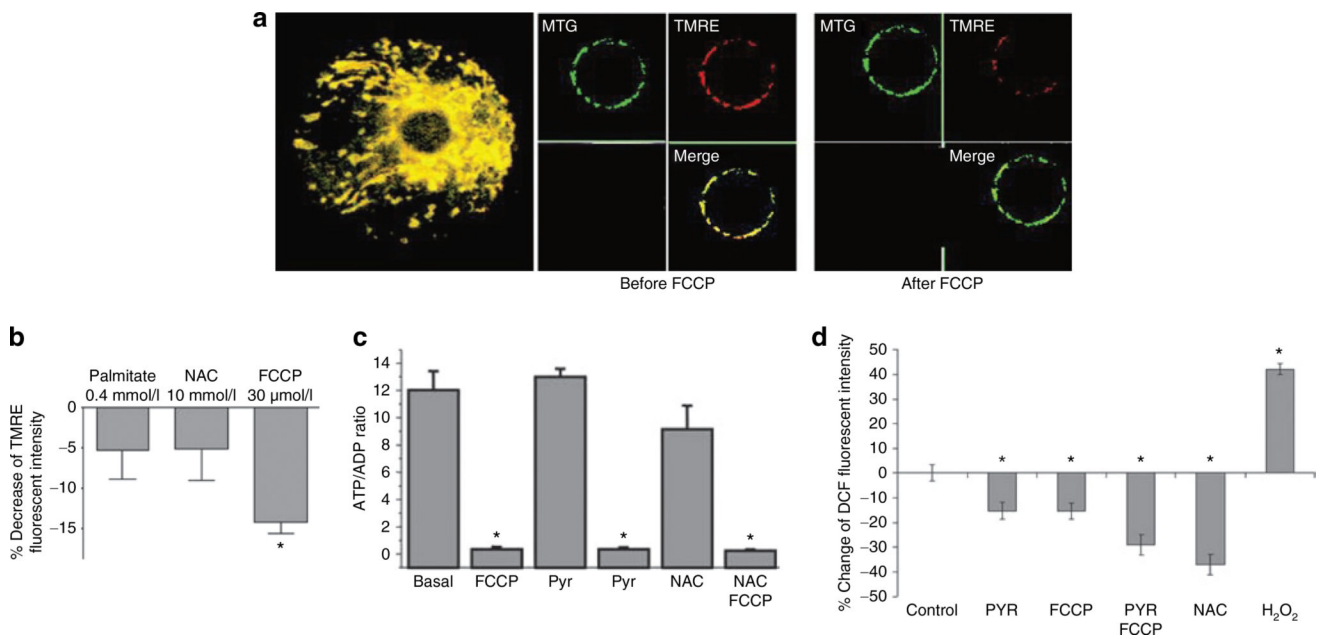 a
MTG
TMRE
Merge
Before FCCP
MTG
TMRE
Merge
After FCCP
b
Palmitate
0.4 mmol/l
NAC
10 mmol/l
FCCP
30 µmol/l
% Decrease of TMRE
fluorescent intensity
0
−5
−10
−15
*
c
ATP/ADP ratio
14
12
10
8
6
4
2
0
* * *
Basal FCCP Pyr Pyr NAC NAC
FCCP
d
% Change of DCF fluorescent intensity
50
40
30
20
10
0
−10
−20
−30
−40
−50
* * * * *
Control PYR FCCP PYR NAC H₂O₂
FCCP